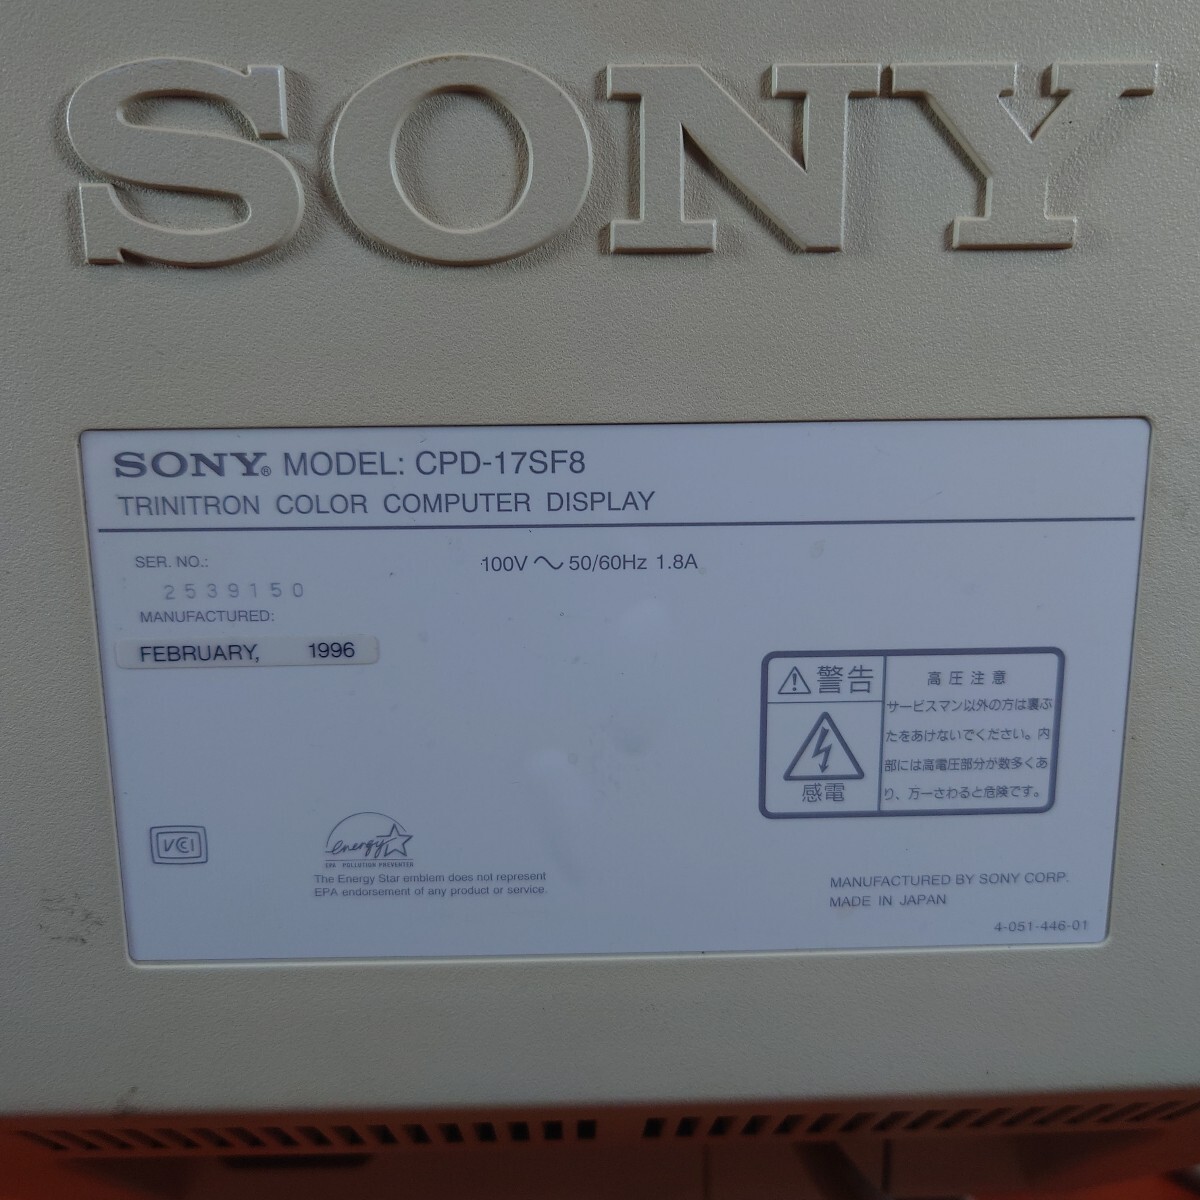 SONY
SONY® MODEL: CPD-17SF8
TRINITRON COLOR COMPUTER DISPLAY
SER. NO.:
2539150
100V ～ 50/60Hz 1.8A
MANUFACTURED:
FEBRUARY, 1996
警告
感電
高圧注意
サービスマン以外の方は裏ぶ
たをあけないでください。内
部には高電圧部分が数多くあ
り、万一さわると危険です。
VCCI
energy
EPA POLLUTION PREVENTER
The Energy Star emblem does not represent
EPA endorsement of any product or service.
MANUFACTURED BY SONY CORP.
MADE IN JAPAN
4-051-446-01